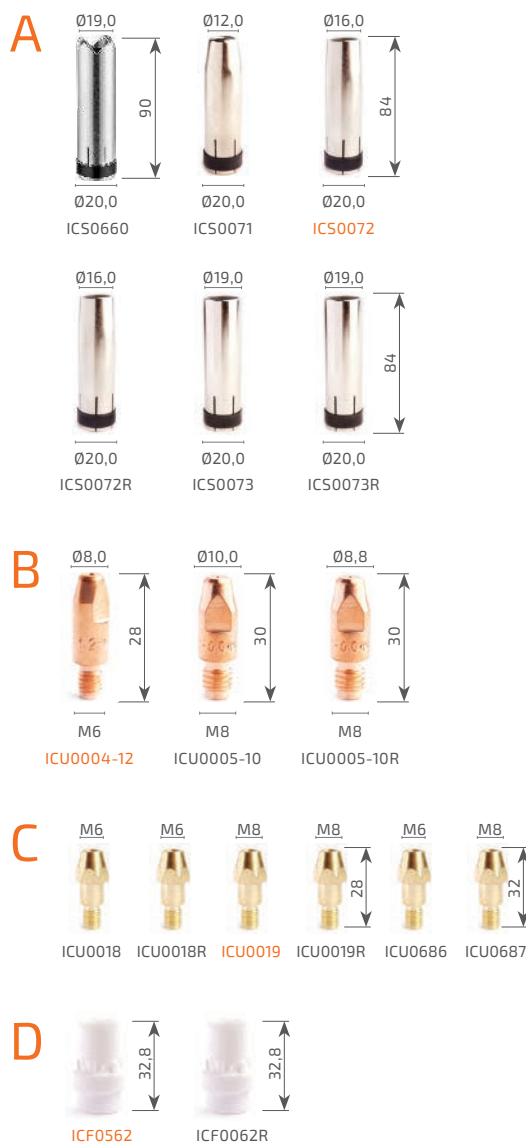 A
Ø19,0 Ø12,0 Ø16,0
90 84
Ø20,0 Ø20,0 Ø20,0
ICS0660 ICS0071 ICS0072
Ø16,0 Ø19,0 Ø19,0
84
Ø20,0 Ø20,0 Ø20,0
ICS0072R ICS0073 ICS0073R
B
Ø8,0 Ø10,0 Ø8,8
28 30 30
M6 M8 M8
ICU0004-12 ICU0005-10 ICU0005-10R
C
M6 M6 M8 M8 M6 M8
28 32
ICU0018 ICU0018R ICU0019 ICU0019R ICU0686 ICU0687
D
32,8 32,8
ICF0562 ICF0062R